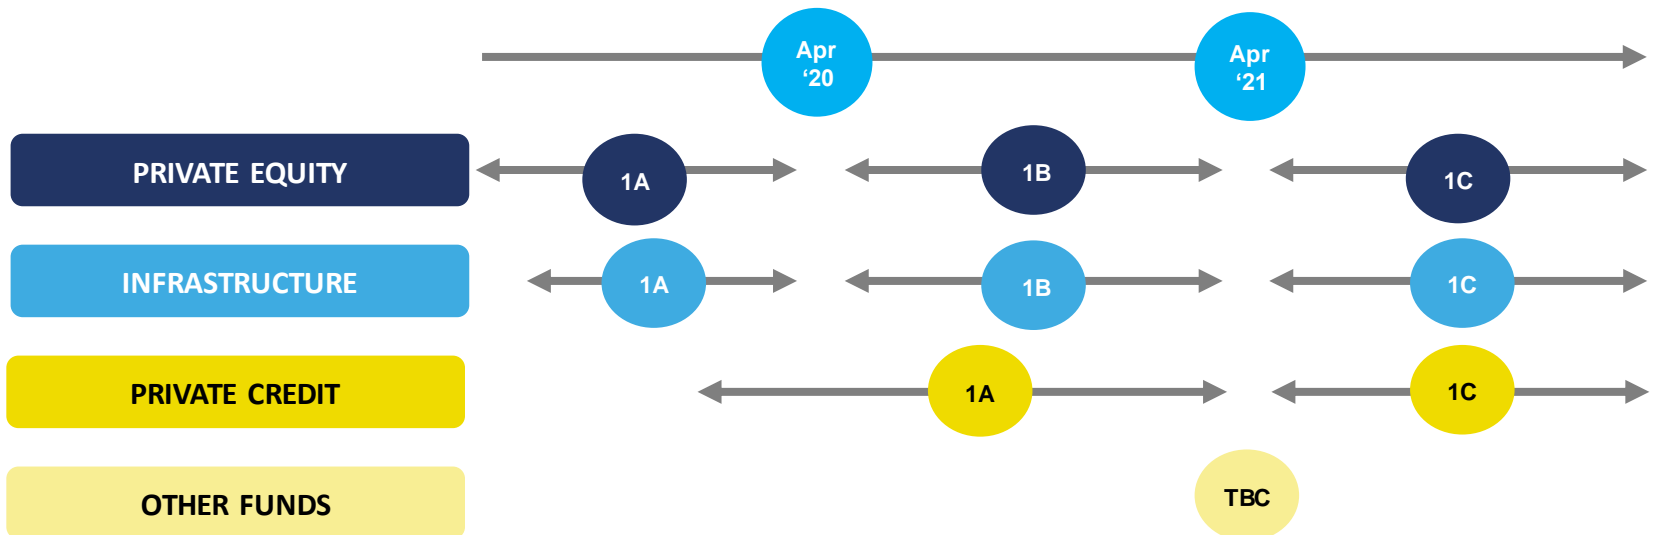 Apr
‘20
Apr
‘21
PRIVATE EQUITY
1A
1B
1C
INFRASTRUCTURE
1A
1B
1C
PRIVATE CREDIT
1A
1C
OTHER FUNDS
TBC